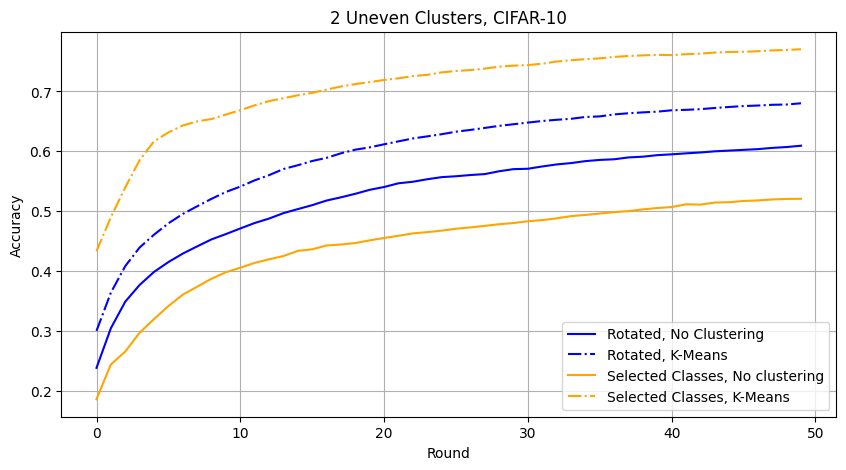 2 Uneven Clusters, CIFAR-10
Accuracy
0.7
0.6
0.5
0.4
0.3
0.2
Rotated, No Clustering
Rotated, K-Means
Selected Classes, No clustering
Selected Classes, K-Means
0 10 20 30 40 50
Round